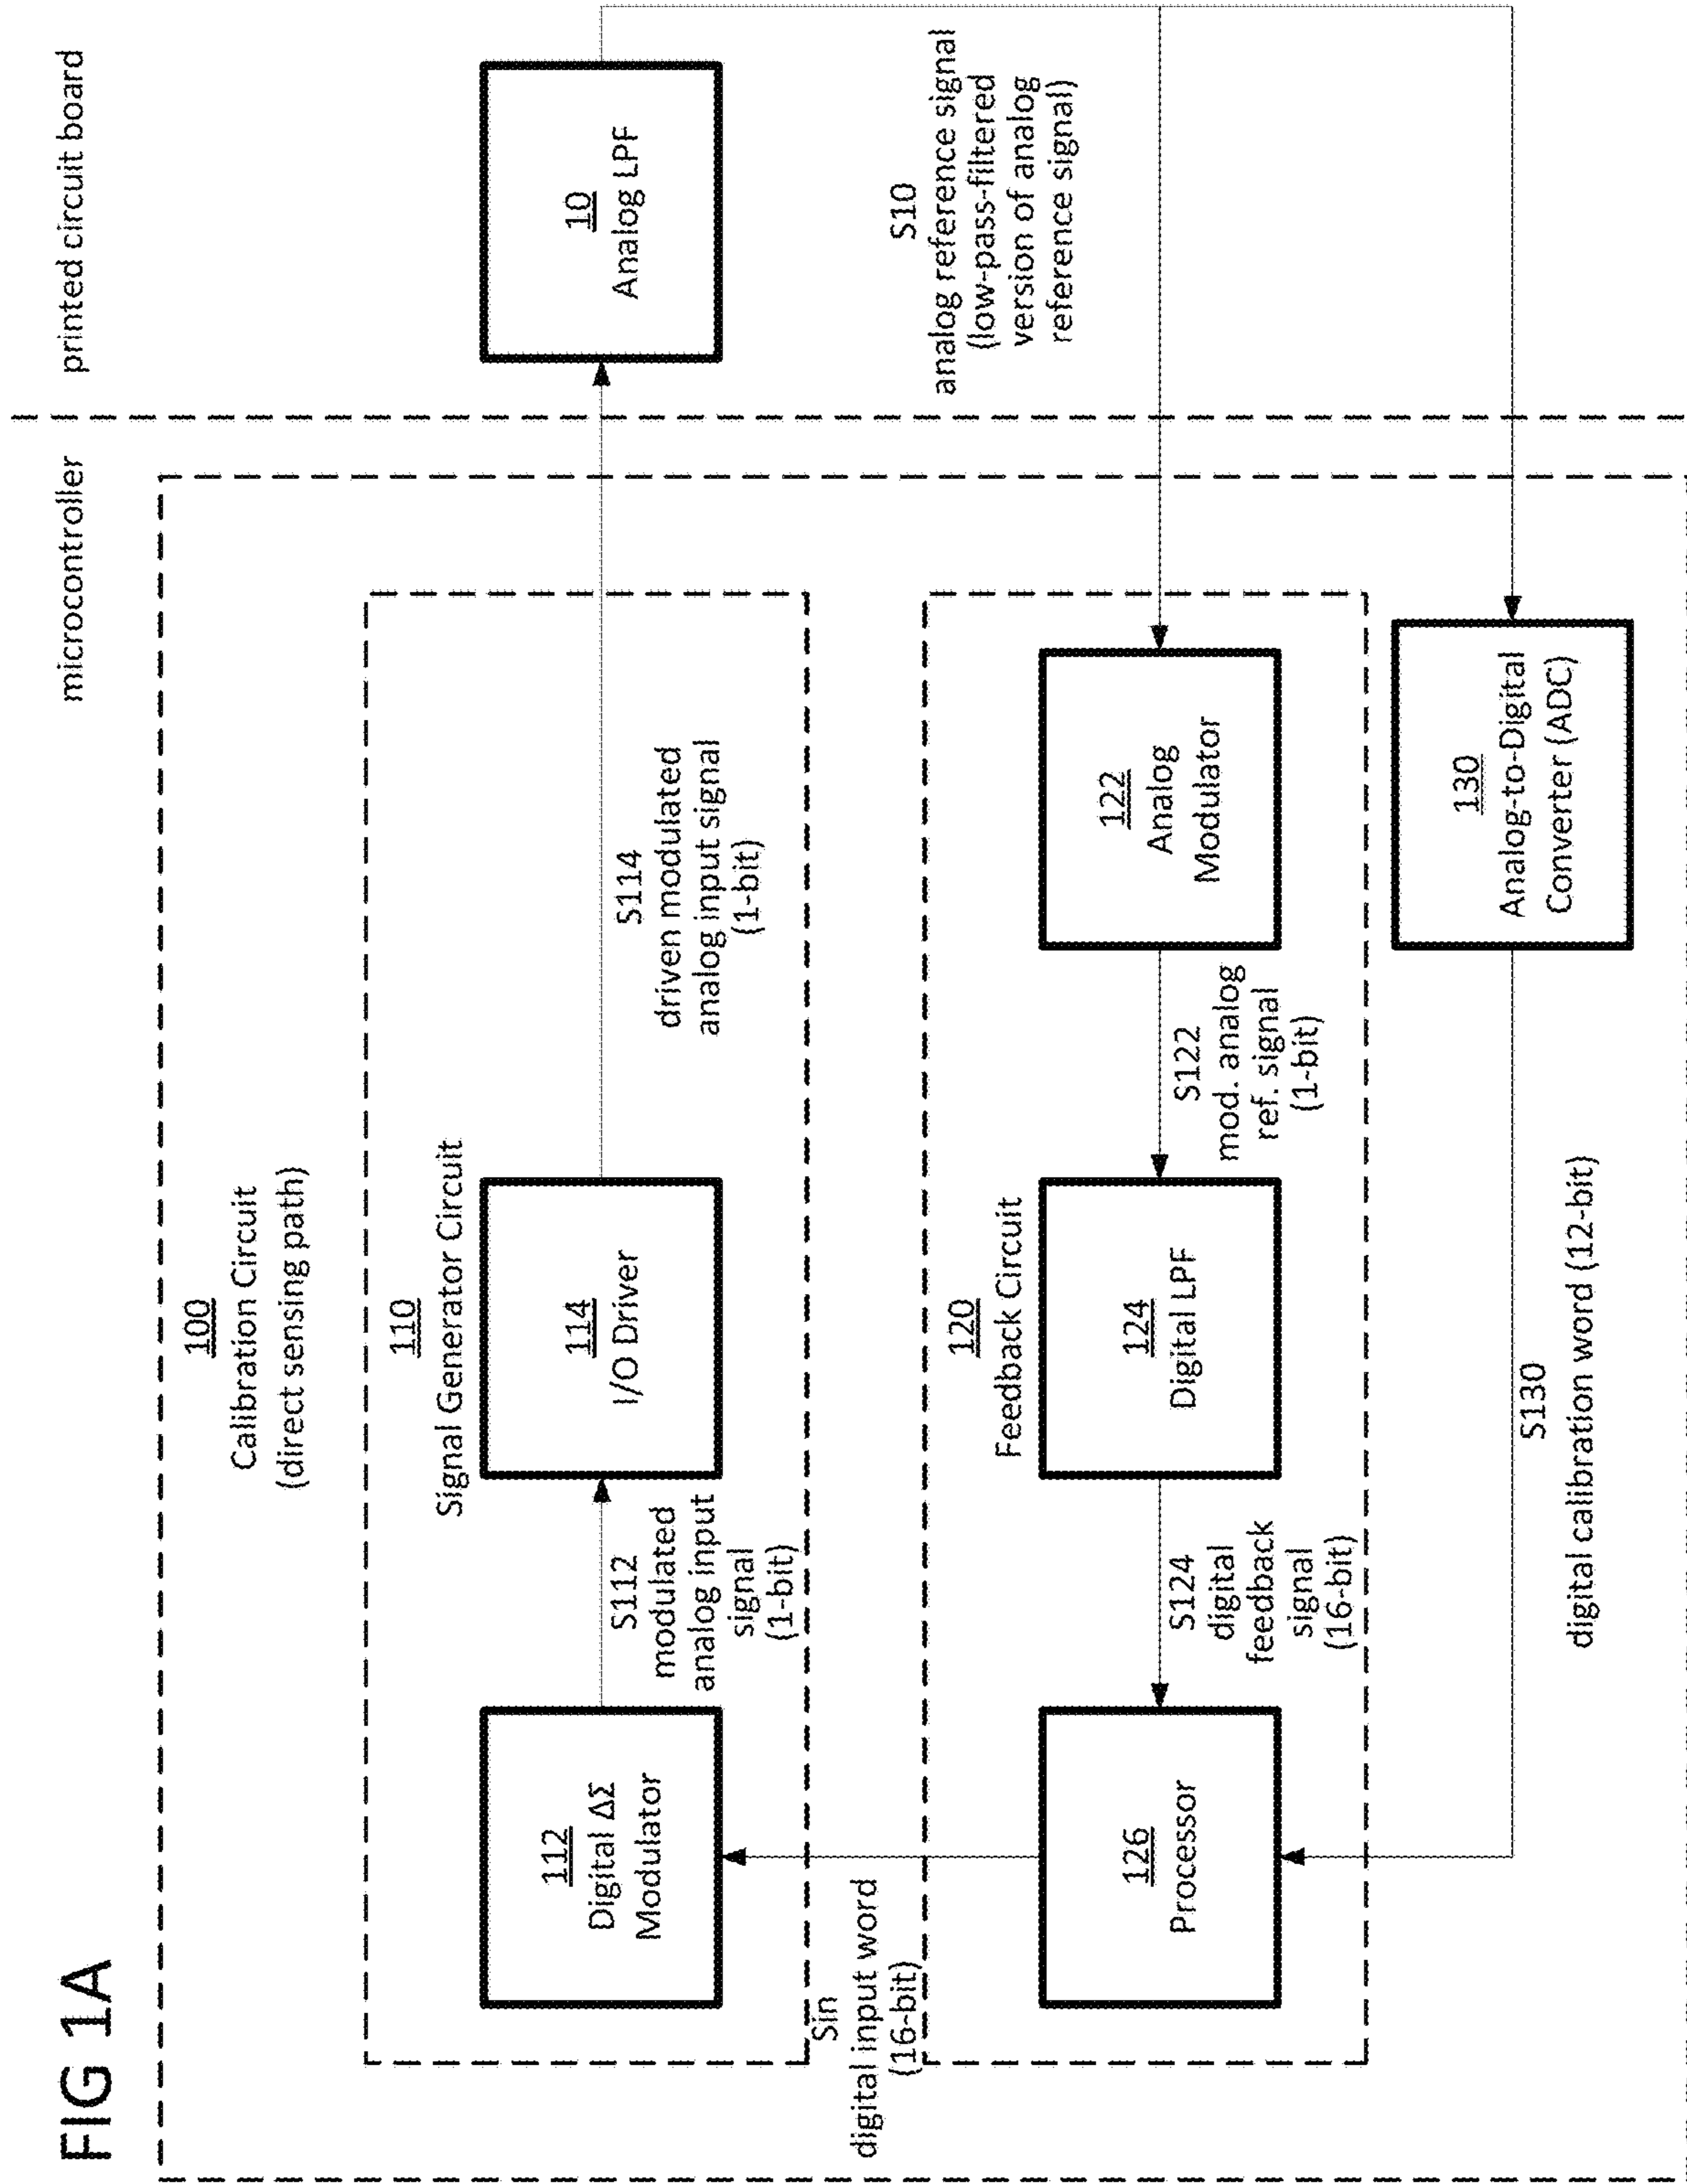 FIG 1A
microcontroller
printed circuit board
100
Calibration Circuit
(direct sensing path)
110
Signal Generator Circuit
112
Digital ΔΣ
Modulator
S112
modulated
analog input
signal
(1-bit)
114
I/O Driver
S114
driven modulated
analog input signal
(1-bit)
10
Analog LPF
Sin
digital input word
(16-bit)
120
Feedback Circuit
126
Processor
S124
digital
feedback
signal
(16-bit)
124
Digital LPF
S122
mod. analog
ref. signal
(1-bit)
122
Analog
Modulator
S10
analog reference signal
(low-pass-filtered
version of analog
reference signal)
130
Analog-to-Digital
Converter (ADC)
S130
digital calibration word (12-bit)